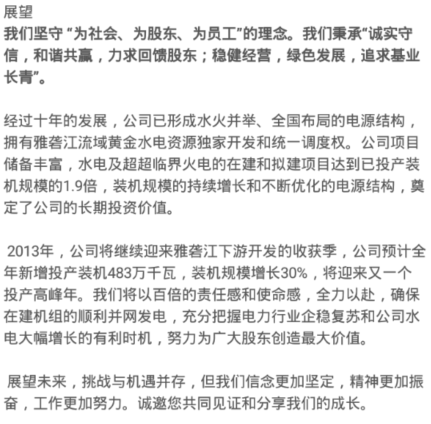 展望
我们坚守 “为社会、为股东、为员工”的理念。我们秉承“诚实守
信，和谐共赢，力求回馈股东；稳健经营，绿色发展，追求基业
长青”。
经过十年的发展，公司已形成水火并举、全国布局的电源结构，
拥有雅砻江流域黄金水电资源独家开发和统一调度权。公司项目
储备丰富，水电及超超临界火电的在建和拟建项目达到已投产装
机规模的1.9倍，装机规模的持续增长和不断优化的电源结构，奠
定了公司的长期投资价值。
2013年，公司将继续迎来雅砻江下游开发的收获季，公司预计全
年新增投产装机483万千瓦，装机规模增长30%，将迎来又一个
投产高峰年。我们将以百倍的责任感和使命感，全力以赴，确保
在建机组的顺利并网发电，充分把握电力行业企稳复苏和公司水
电大幅增长的有利时机，努力为广大股东创造最大价值。
展望未来，挑战与机遇并存，但我们信念更加坚定，精神更加振
奋，工作更加努力。诚邀您共同见证和分享我们的成长。